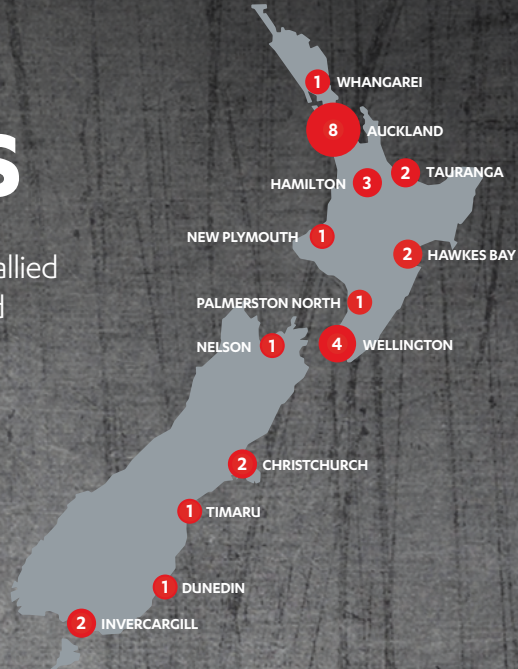 S
allied
d
1 WHANGAREI
8 AUCKLAND
2 TAURANGA
HAMILTON 3
NEW PLYMOUTH 1
2 HAWKES BAY
PALMERSTON NORTH 1
NELSON 1
4 WELLINGTON
2 CHRISTCHURCH
1 TIMARU
1 DUNEDIN
2 INVERCARGILL